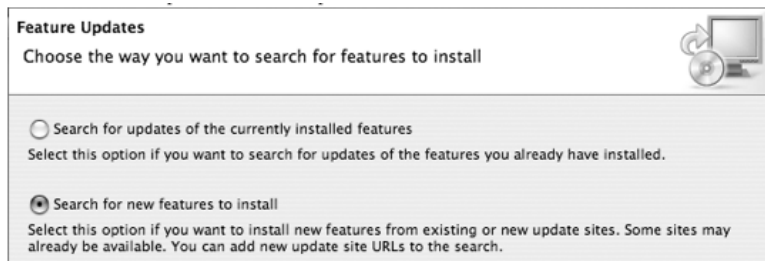 Feature Updates
Choose the way you want to search for features to install
Search for updates of the currently installed features
Select this option if you want to search for updates of the features you already have installed.
Search for new features to install
Select this option if you want to install new features from existing or new update sites. Some sites may
already be available. You can add new update site URLs to the search.